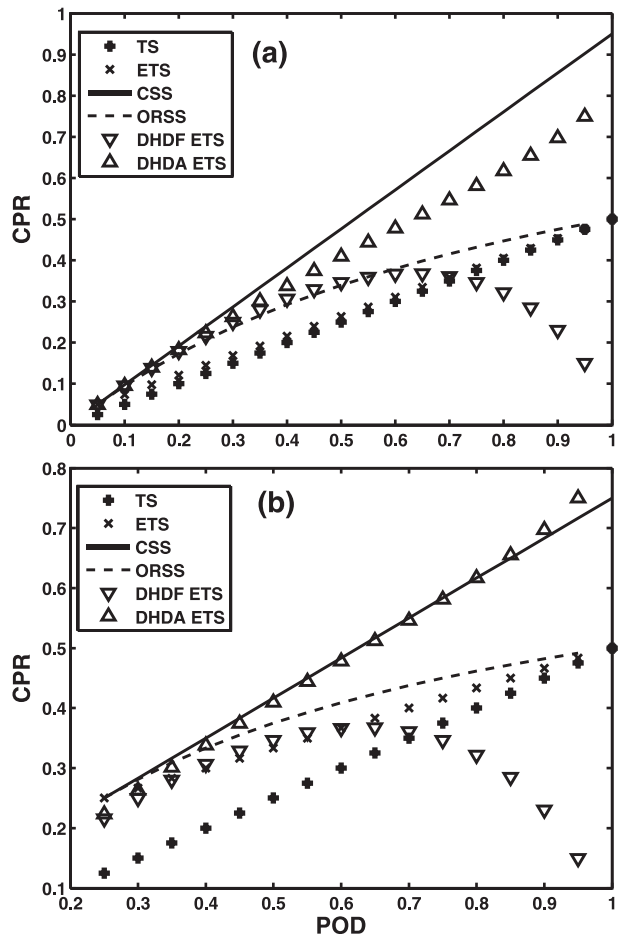 (a)
TS
ETS
CSS
ORSS
DHDF ETS
DHDA ETS
CPR
1
0.9
0.8
0.7
0.6
0.5
0.4
0.3
0.2
0.1
0
0 0.1 0.2 0.3 0.4 0.5 0.6 0.7 0.8 0.9 1
(b)
TS
ETS
CSS
ORSS
DHDF ETS
DHDA ETS
CPR
0.8
0.7
0.6
0.5
0.4
0.3
0.2
0.1
0.2 0.3 0.4 0.5 0.6 0.7 0.8 0.9 1
POD